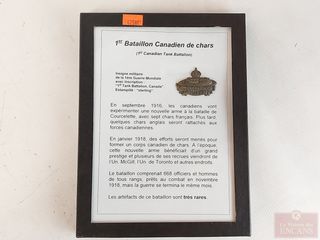 1er Bataillon Canadien de chars
(1st Canadian Tank Battalion)
Insigne militaire
de la 1ère Guerre Mondiale
avec inscription
"1st Tank Battalion, Canada"
Estampillé "sterling"
En septembre 1916, les canadiens vont
expérimenter une nouvelle arme à la bataille de
Courcelette, avec sept chars français. Plus tard,
quelques chars anglais seront rattachés aux
forces canadiennes.
En janvier 1918, des efforts seront menés pour
former un corps canadien de chars. À l'époque,
cette nouvelle arme bénéficiait d'un grand
prestige et plusieurs de ses recrues viendront de
l'Un. McGill, l'Un. de Toronto et autres endroits.
Le bataillon comprenait 668 officiers et hommes
de tous rangs, prêts au combat en novembre
1918, mais la guerre se termina le même mois.
Les artefacts de ce bataillon sont très rares.
La Maison des
ENCANS